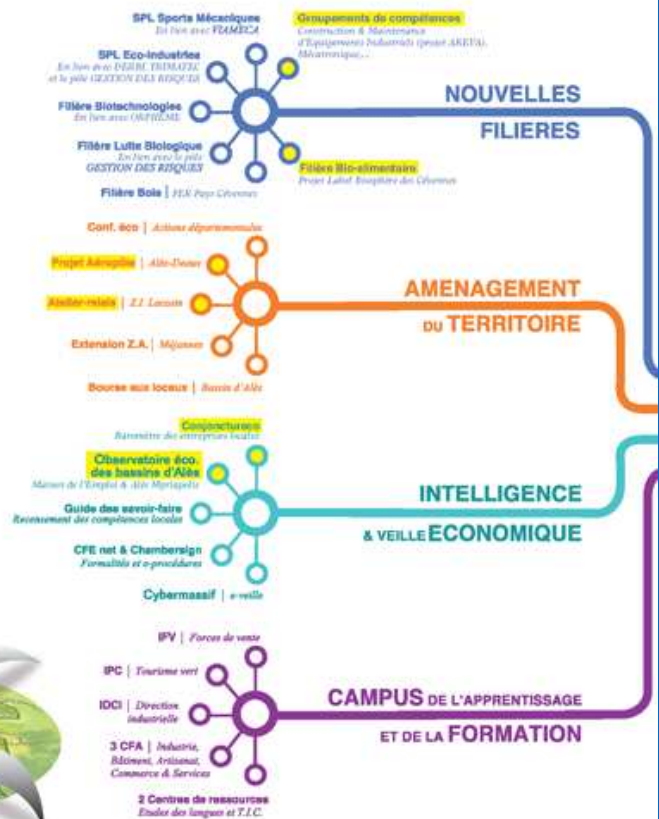 SPL Sports Mécaniques
En lien avec VIAMECA
Groupements de compétences
Construction & Maintenance
d'Equipements Industriels (projet AREVA),
Mécatronique...
SPL Eco-Industries
En lien avec DERBI, TRIMATEC
et le pôle GESTION DES RISQUES
Filière Biotechnologies
En lien avec ORPHEME
Filière Lutte Biologique
En lien avec le pôle
GESTION DES RISQUES
Filière Bio-alimentaire
Projet Label Biosphère des Cévennes
Filière Bois | PER Pays Cévennes
NOUVELLES
FILIERES
Conf. éco | Actions départementales
Projet Aéropôle | Alès-Deaux
Atelier-relais | Z.I. Lacoste
Extension Z.A. | Méjannes
Bourse aux locaux | Bassin d'Alès
AMENAGEMENT
DU TERRITOIRE
Conjonctureco
Baromètre des entreprises locales
Observatoire éco.
des bassins d'Alès
Maison de l'Emploi & Alès Myriapolis
Guide des savoir-faire
Recensement des compétences locales
CFE net & Chambersign
Formalités et e-procédures
Cybermassif | e-veille
INTELLIGENCE
& VEILLE ECONOMIQUE
IFV | Forces de vente
IPC | Tourisme vert
IDCI | Direction
industrielle
3 CFA | Industrie,
Bâtiment, Artisanat,
Commerce & Services
2 Centres de ressources
Etudes des langues et T.I.C.
CAMPUS DE L'APPRENTISSAGE
ET DE LA FORMATION